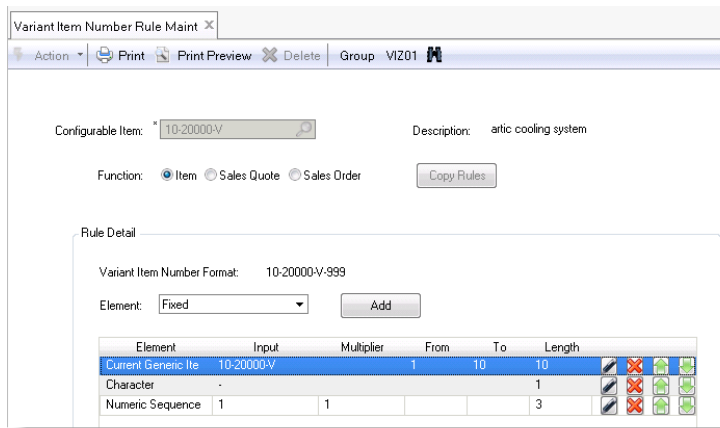 Variant Item Number Rule Maint
Action Print Print Preview Delete Group VIZ01
Configurable Item: * 10-20000-V Description: artic cooling system
Function: Item Sales Quote Sales Order Copy Rules
Rule Detail
Variant Item Number Format: 10-20000-V-999
Element: Fixed Add
Element Input Multiplier From To Length
Current Generic Ite 10-20000-V 1 10 10
Character - 1
Numeric Sequence 1 1 3